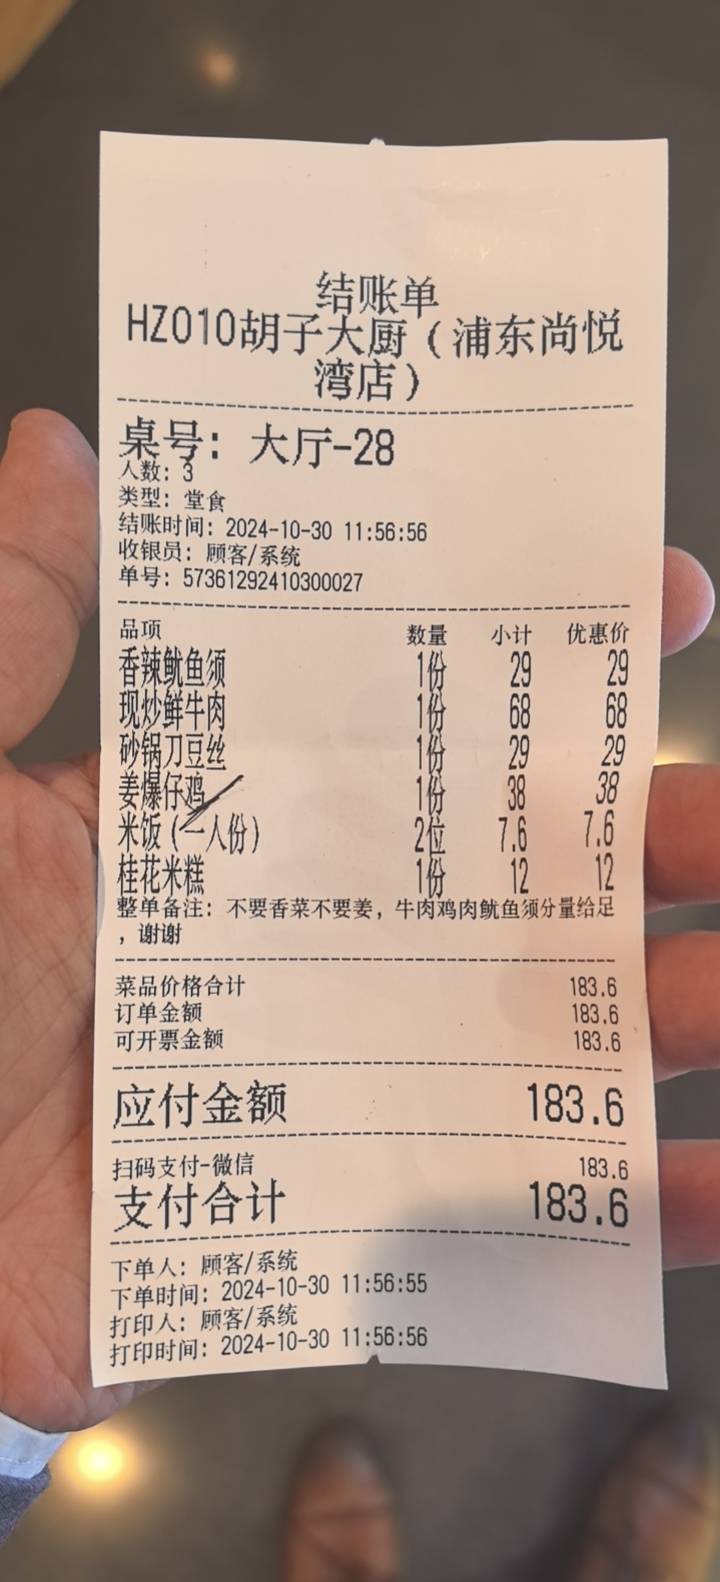 结账单
HZ010胡子大厨(浦东尚悦
湾店)
桌号: 大厅-28
人数: 3
类型: 堂食
结账时间: 2024-10-30 11:56:56
收银员: 顾客/系统
单号: 57361292410300027
品项 数量 小计 优惠价
香辣鱿鱼须 1份 29 29
现炒鲜牛肉 1份 68 68
砂锅刀豆丝 1份 29 29
姜爆仔鸡 1份 38 38
米饭(一人份) 2位 7.6 7.6
桂花米糕 1份 12 12
整单备注: 不要香菜不要姜, 牛肉鸡肉鱿鱼须分量给足
, 谢谢
菜品价格合计 183.6
订单金额 183.6
可开票金额 183.6
应付金额 183.6
扫码支付-微信 183.6
支付合计 183.6
下单人: 顾客/系统
下单时间: 2024-10-30 11:56:55
打印人: 顾客/系统
打印时间: 2024-10-30 11:56:56